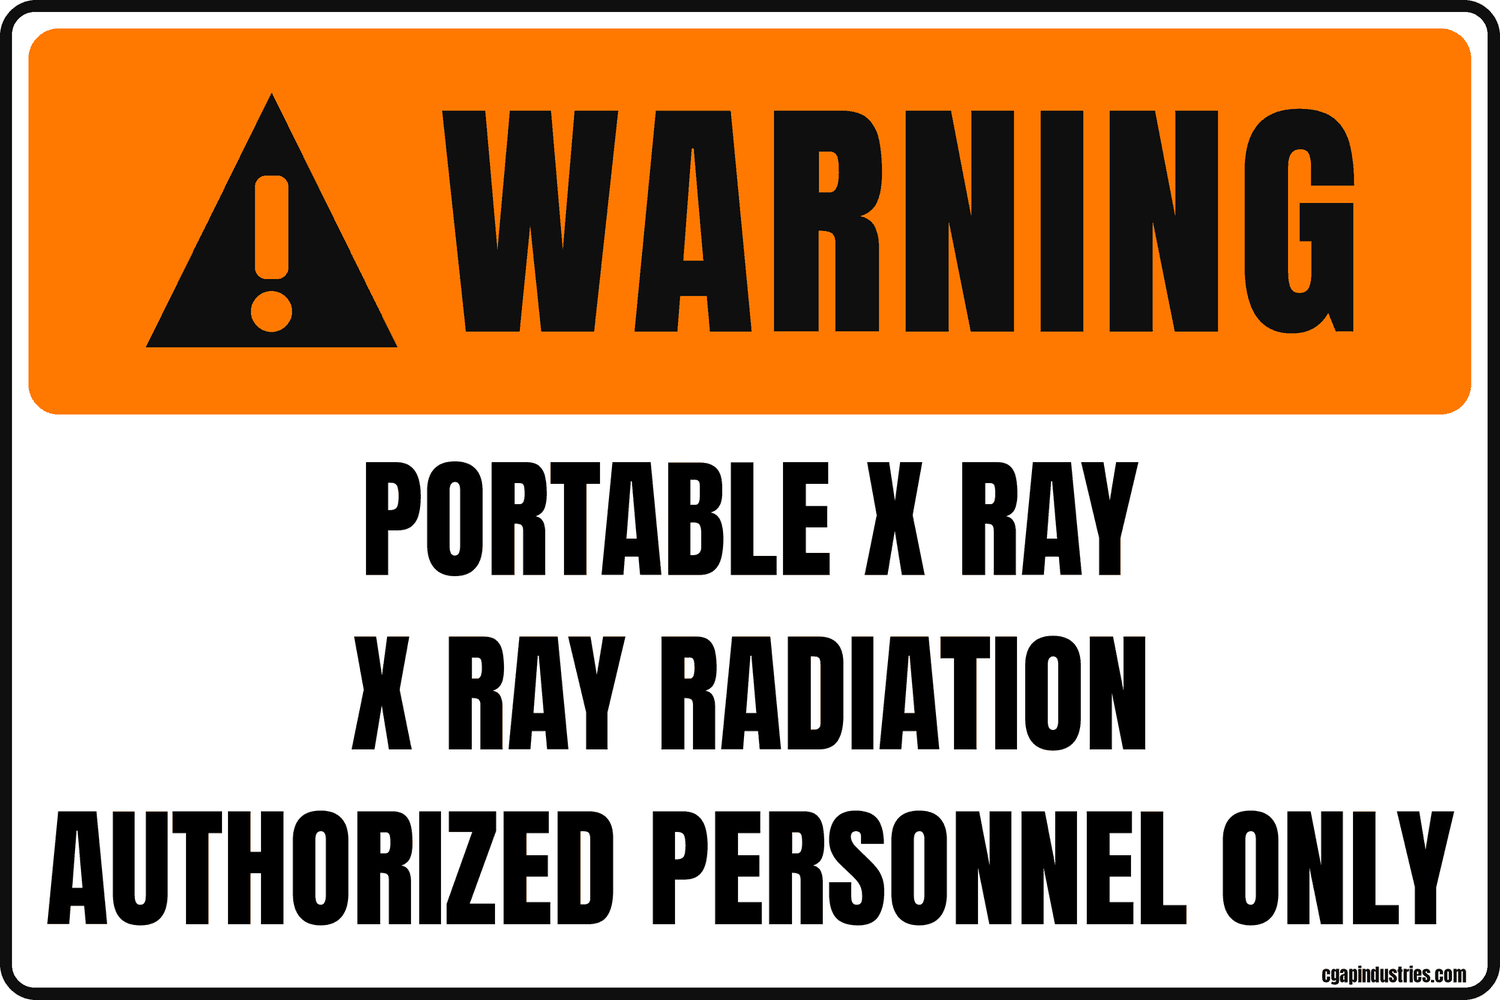 WARNING
PORTABLE X RAY
X RAY RADIATION
AUTHORIZED PERSONNEL ONLY
cgapindustries.com